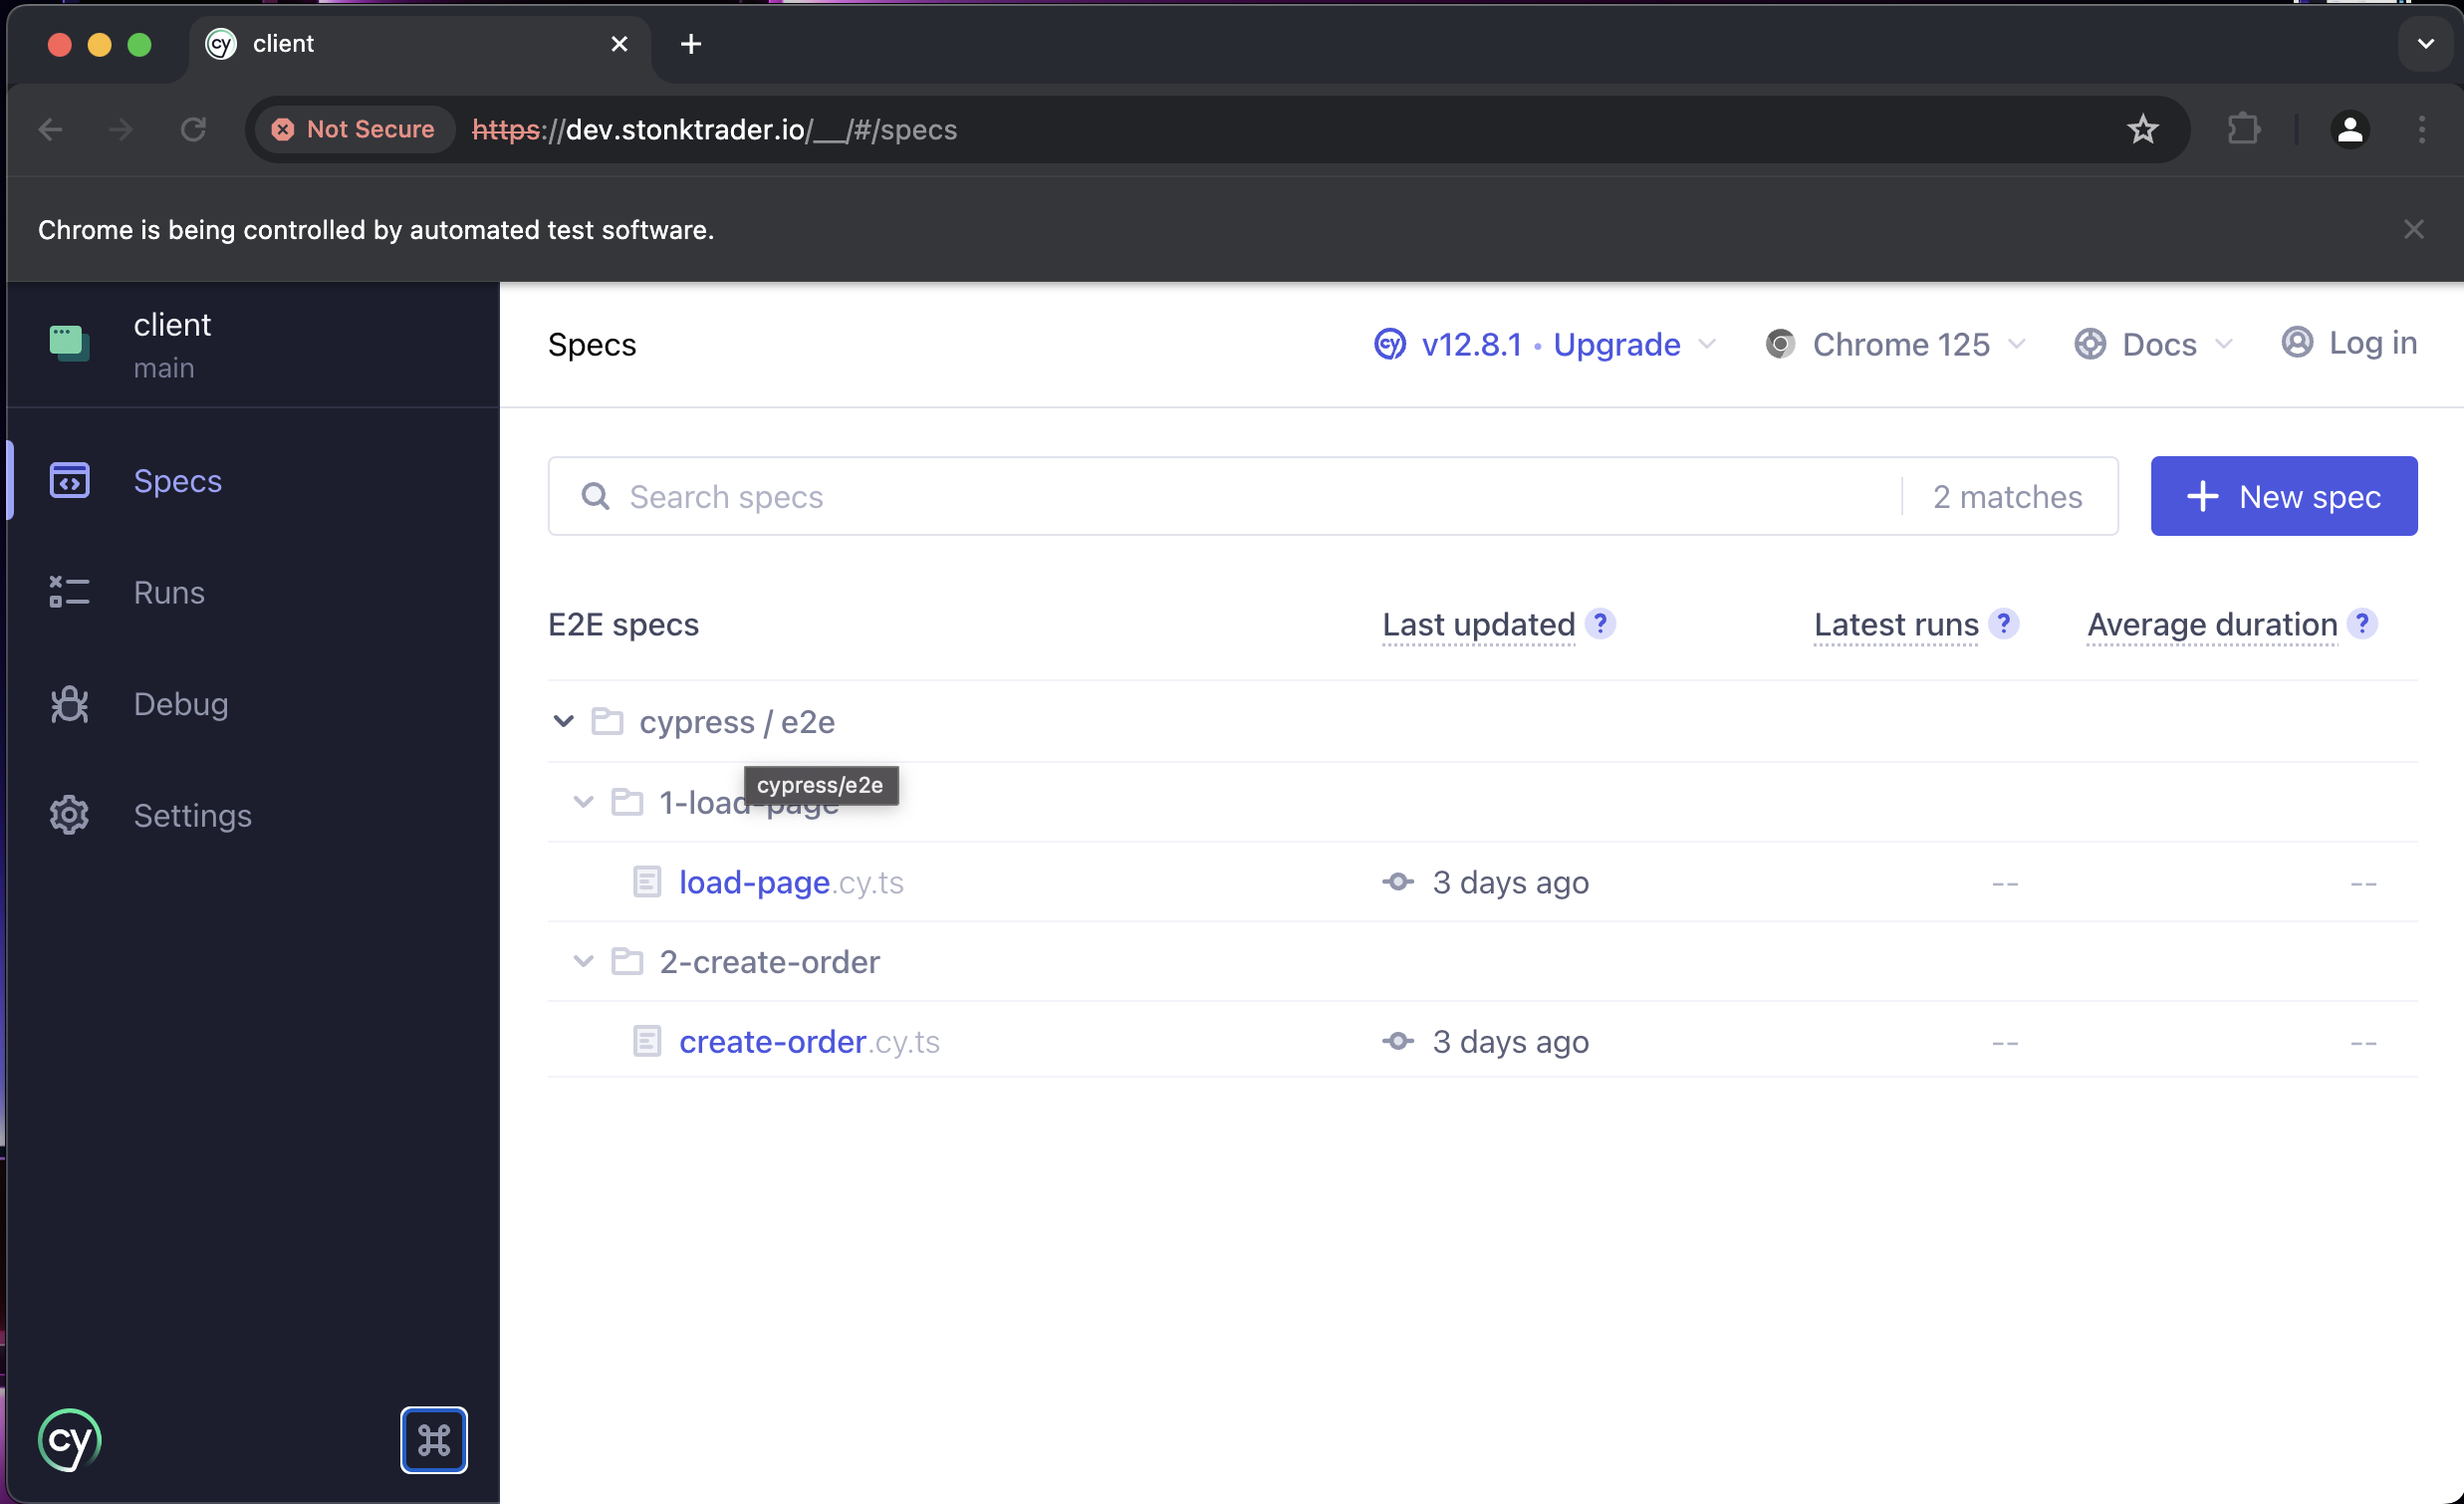 cy client
Not Secure https://dev.stonktrader.io/__/#/specs
Chrome is being controlled by automated test software.
client
main
Specs
Runs
Debug
Settings
cy
Specs
cy v12.8.1 • Upgrade
Chrome 125
Docs
Log in
Search specs
2 matches
+ New spec
E2E specs
Last updated ?
Latest runs ?
Average duration ?
cypress / e2e
cypress/e2e
1-load-page
load-page.cy.ts
3 days ago
--
--
2-create-order
create-order.cy.ts
3 days ago
--
--